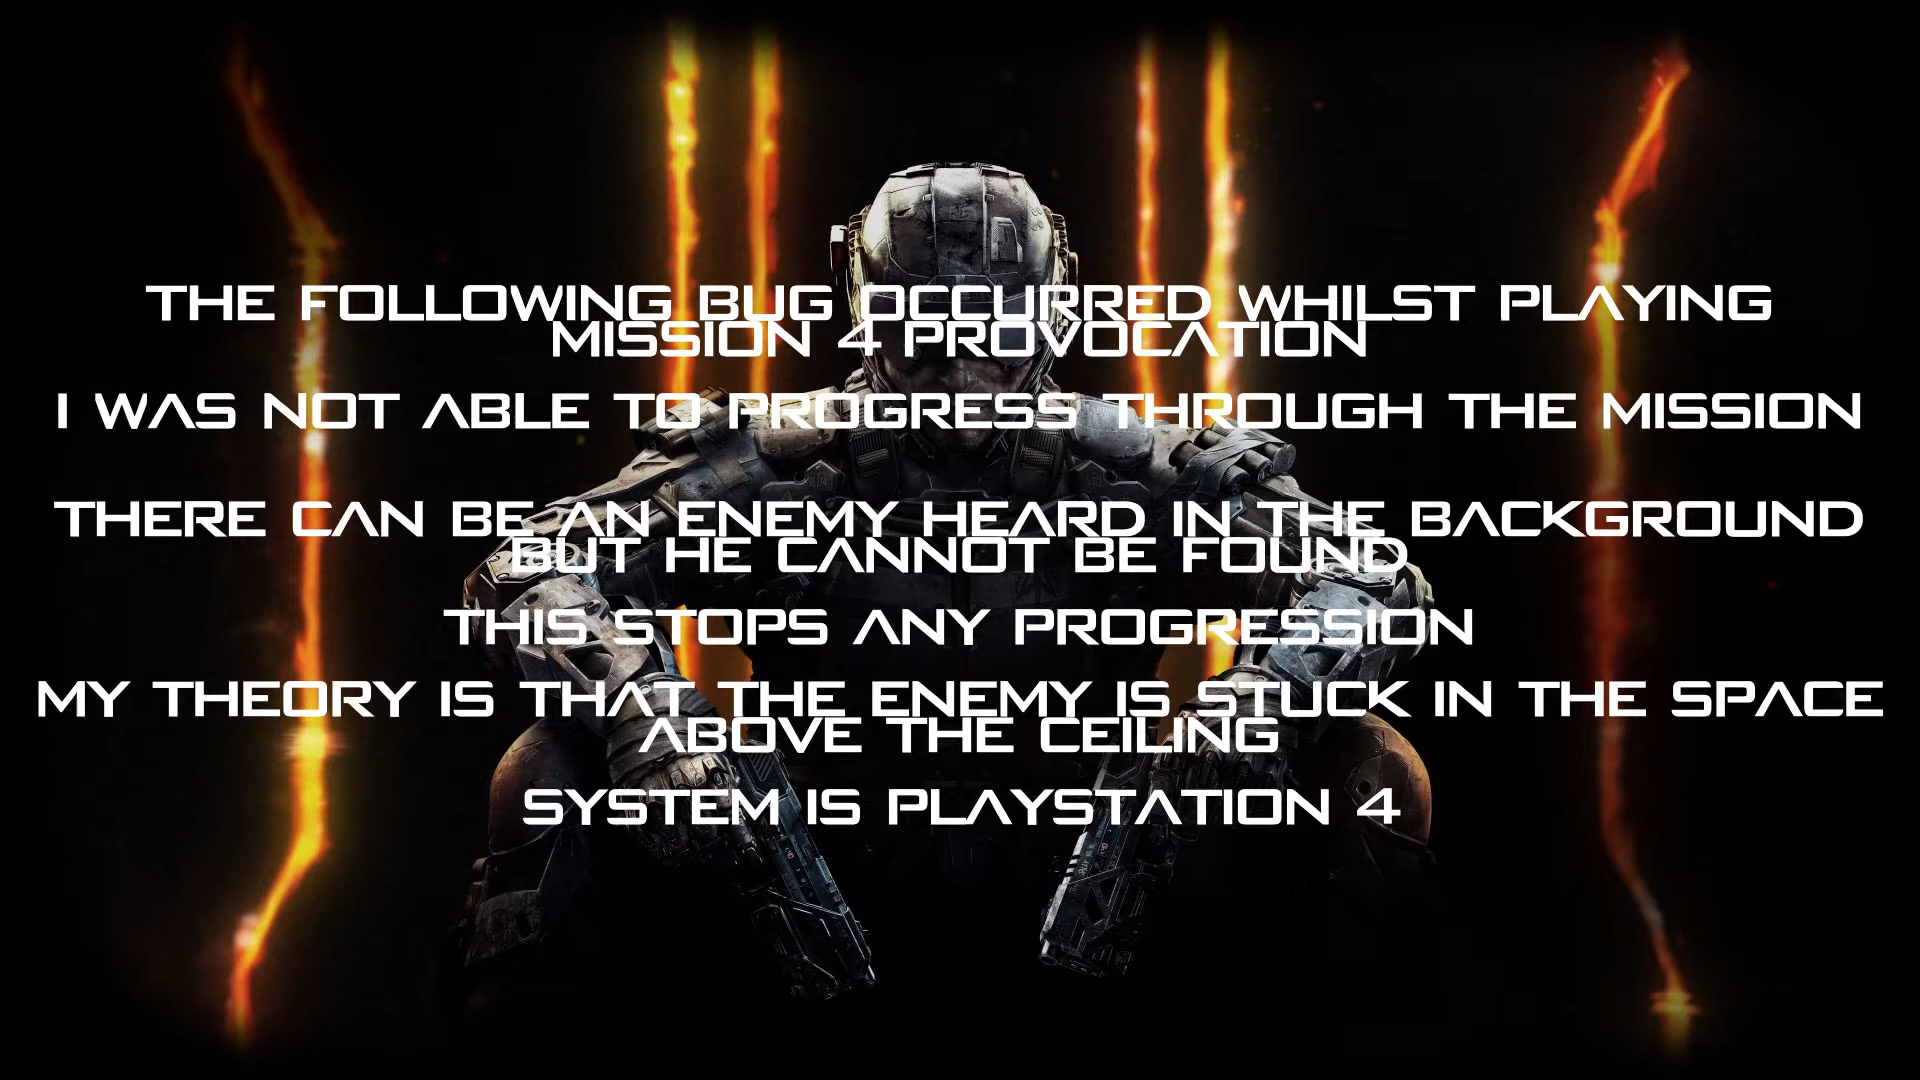 THE FOLLOWING BUG OCCURRED WHILST PLAYING
MISSION 4 PROVOCATION
I WAS NOT ABLE TO PROGRESS THROUGH THE MISSION
THERE CAN BE AN ENEMY HEARD IN THE BACKGROUND
BUT HE CANNOT BE FOUND
THIS STOPS ANY PROGRESSION
MY THEORY IS THAT THE ENEMY IS STUCK IN THE SPACE
ABOVE THE CEILING
SYSTEM IS PLAYSTATION 4